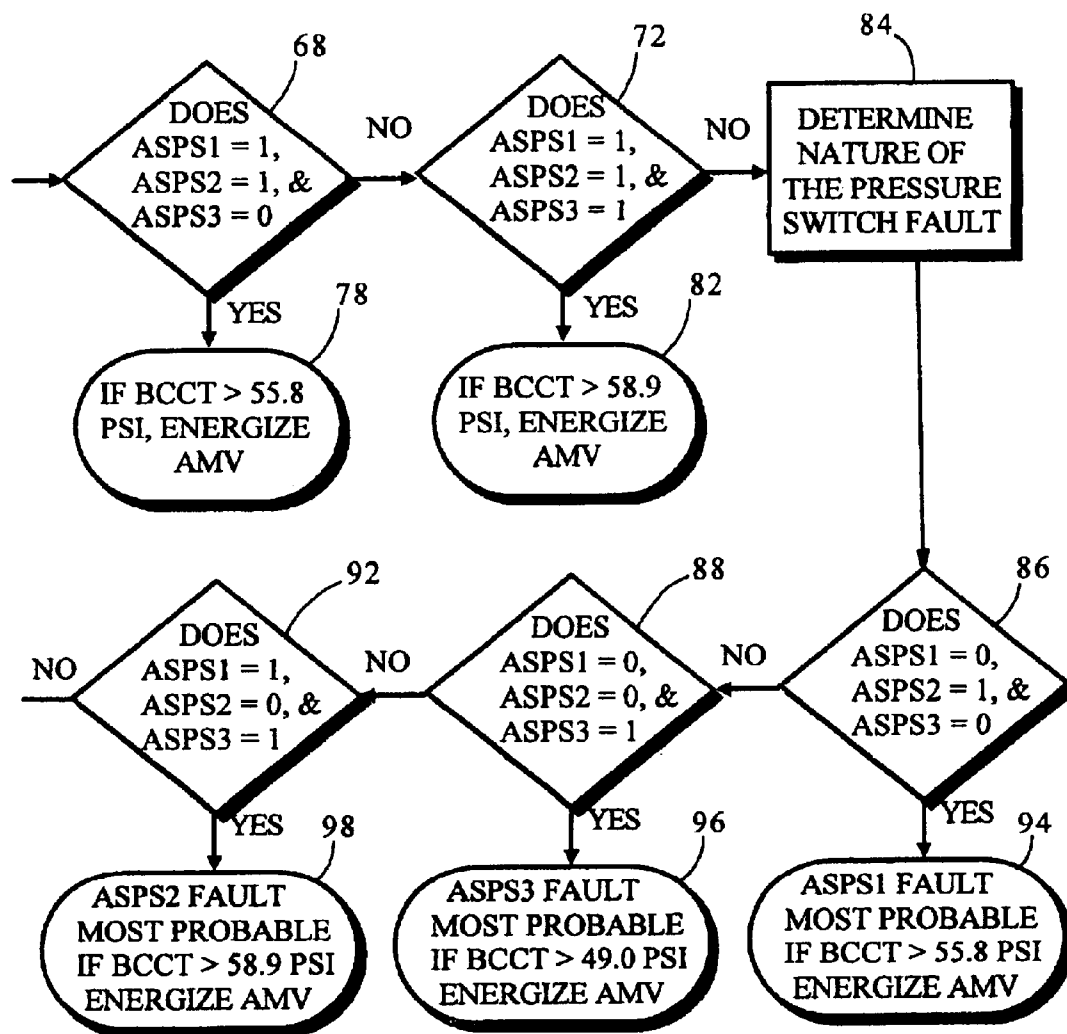 68
DOES
ASPS1 = 1,
ASPS2 = 1, &
ASPS3 = 0
NO
YES
78
IF BCCT > 55.8
PSI, ENERGIZE
AMV
72
DOES
ASPS1 = 1,
ASPS2 = 1, &
ASPS3 = 1
NO
YES
82
IF BCCT > 58.9
PSI, ENERGIZE
AMV
84
DETERMINE
NATURE OF
THE PRESSURE
SWITCH FAULT
86
DOES
ASPS1 = 0,
ASPS2 = 1, &
ASPS3 = 0
NO
YES
94
ASPS1 FAULT
MOST PROBABLE
IF BCCT > 55.8 PSI
ENERGIZE AMV
88
DOES
ASPS1 = 0,
ASPS2 = 0, &
ASPS3 = 1
NO
YES
96
ASPS3 FAULT
MOST PROBABLE
IF BCCT > 49.0 PSI
ENERGIZE AMV
92
DOES
ASPS1 = 1,
ASPS2 = 0, &
ASPS3 = 1
NO
YES
98
ASPS2 FAULT
MOST PROBABLE
IF BCCT > 58.9 PSI
ENERGIZE AMV